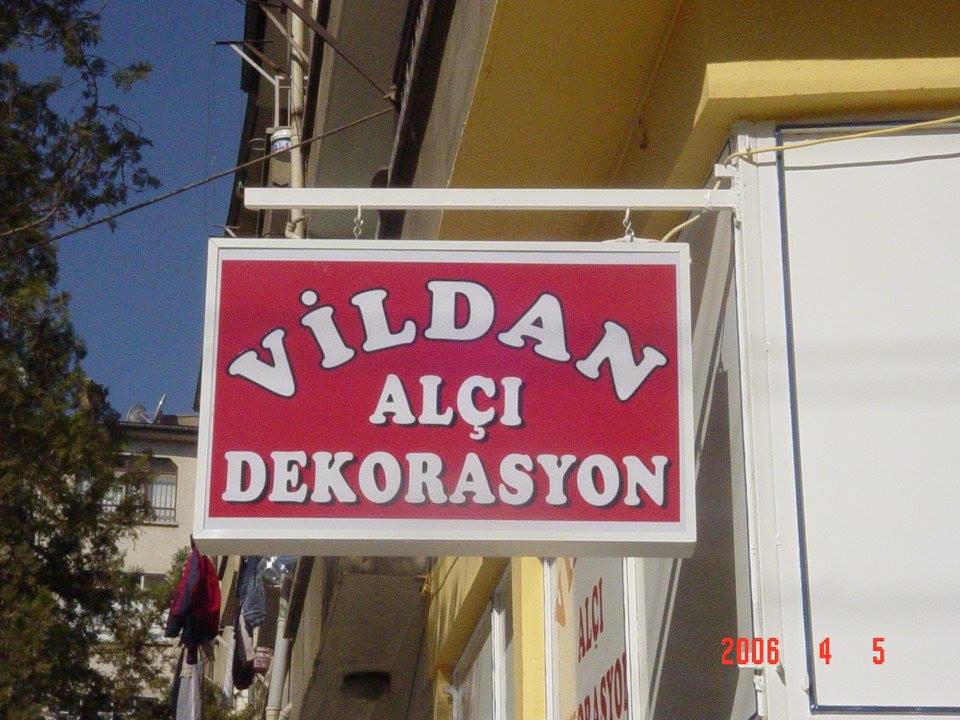 VİLDAN
ALÇI
DEKORASYON
ALÇI
2006 4 5